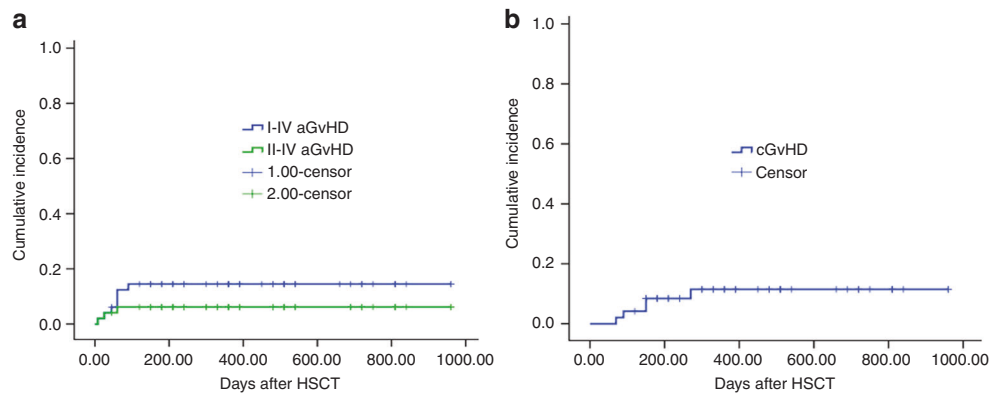 a
1.0
0.8
0.6
0.4
0.2
0.0
Cumulative incidence
I-IV aGvHD
II-IV aGvHD
1.00-censor
2.00-censor
0.00 200.00 400.00 600.00 800.00 1000.00
Days after HSCT
b
1.0
0.8
0.6
0.4
0.2
0.0
Cumulative incidence
cGvHD
Censor
0.00 200.00 400.00 600.00 800.00 1000.00
Days after HSCT